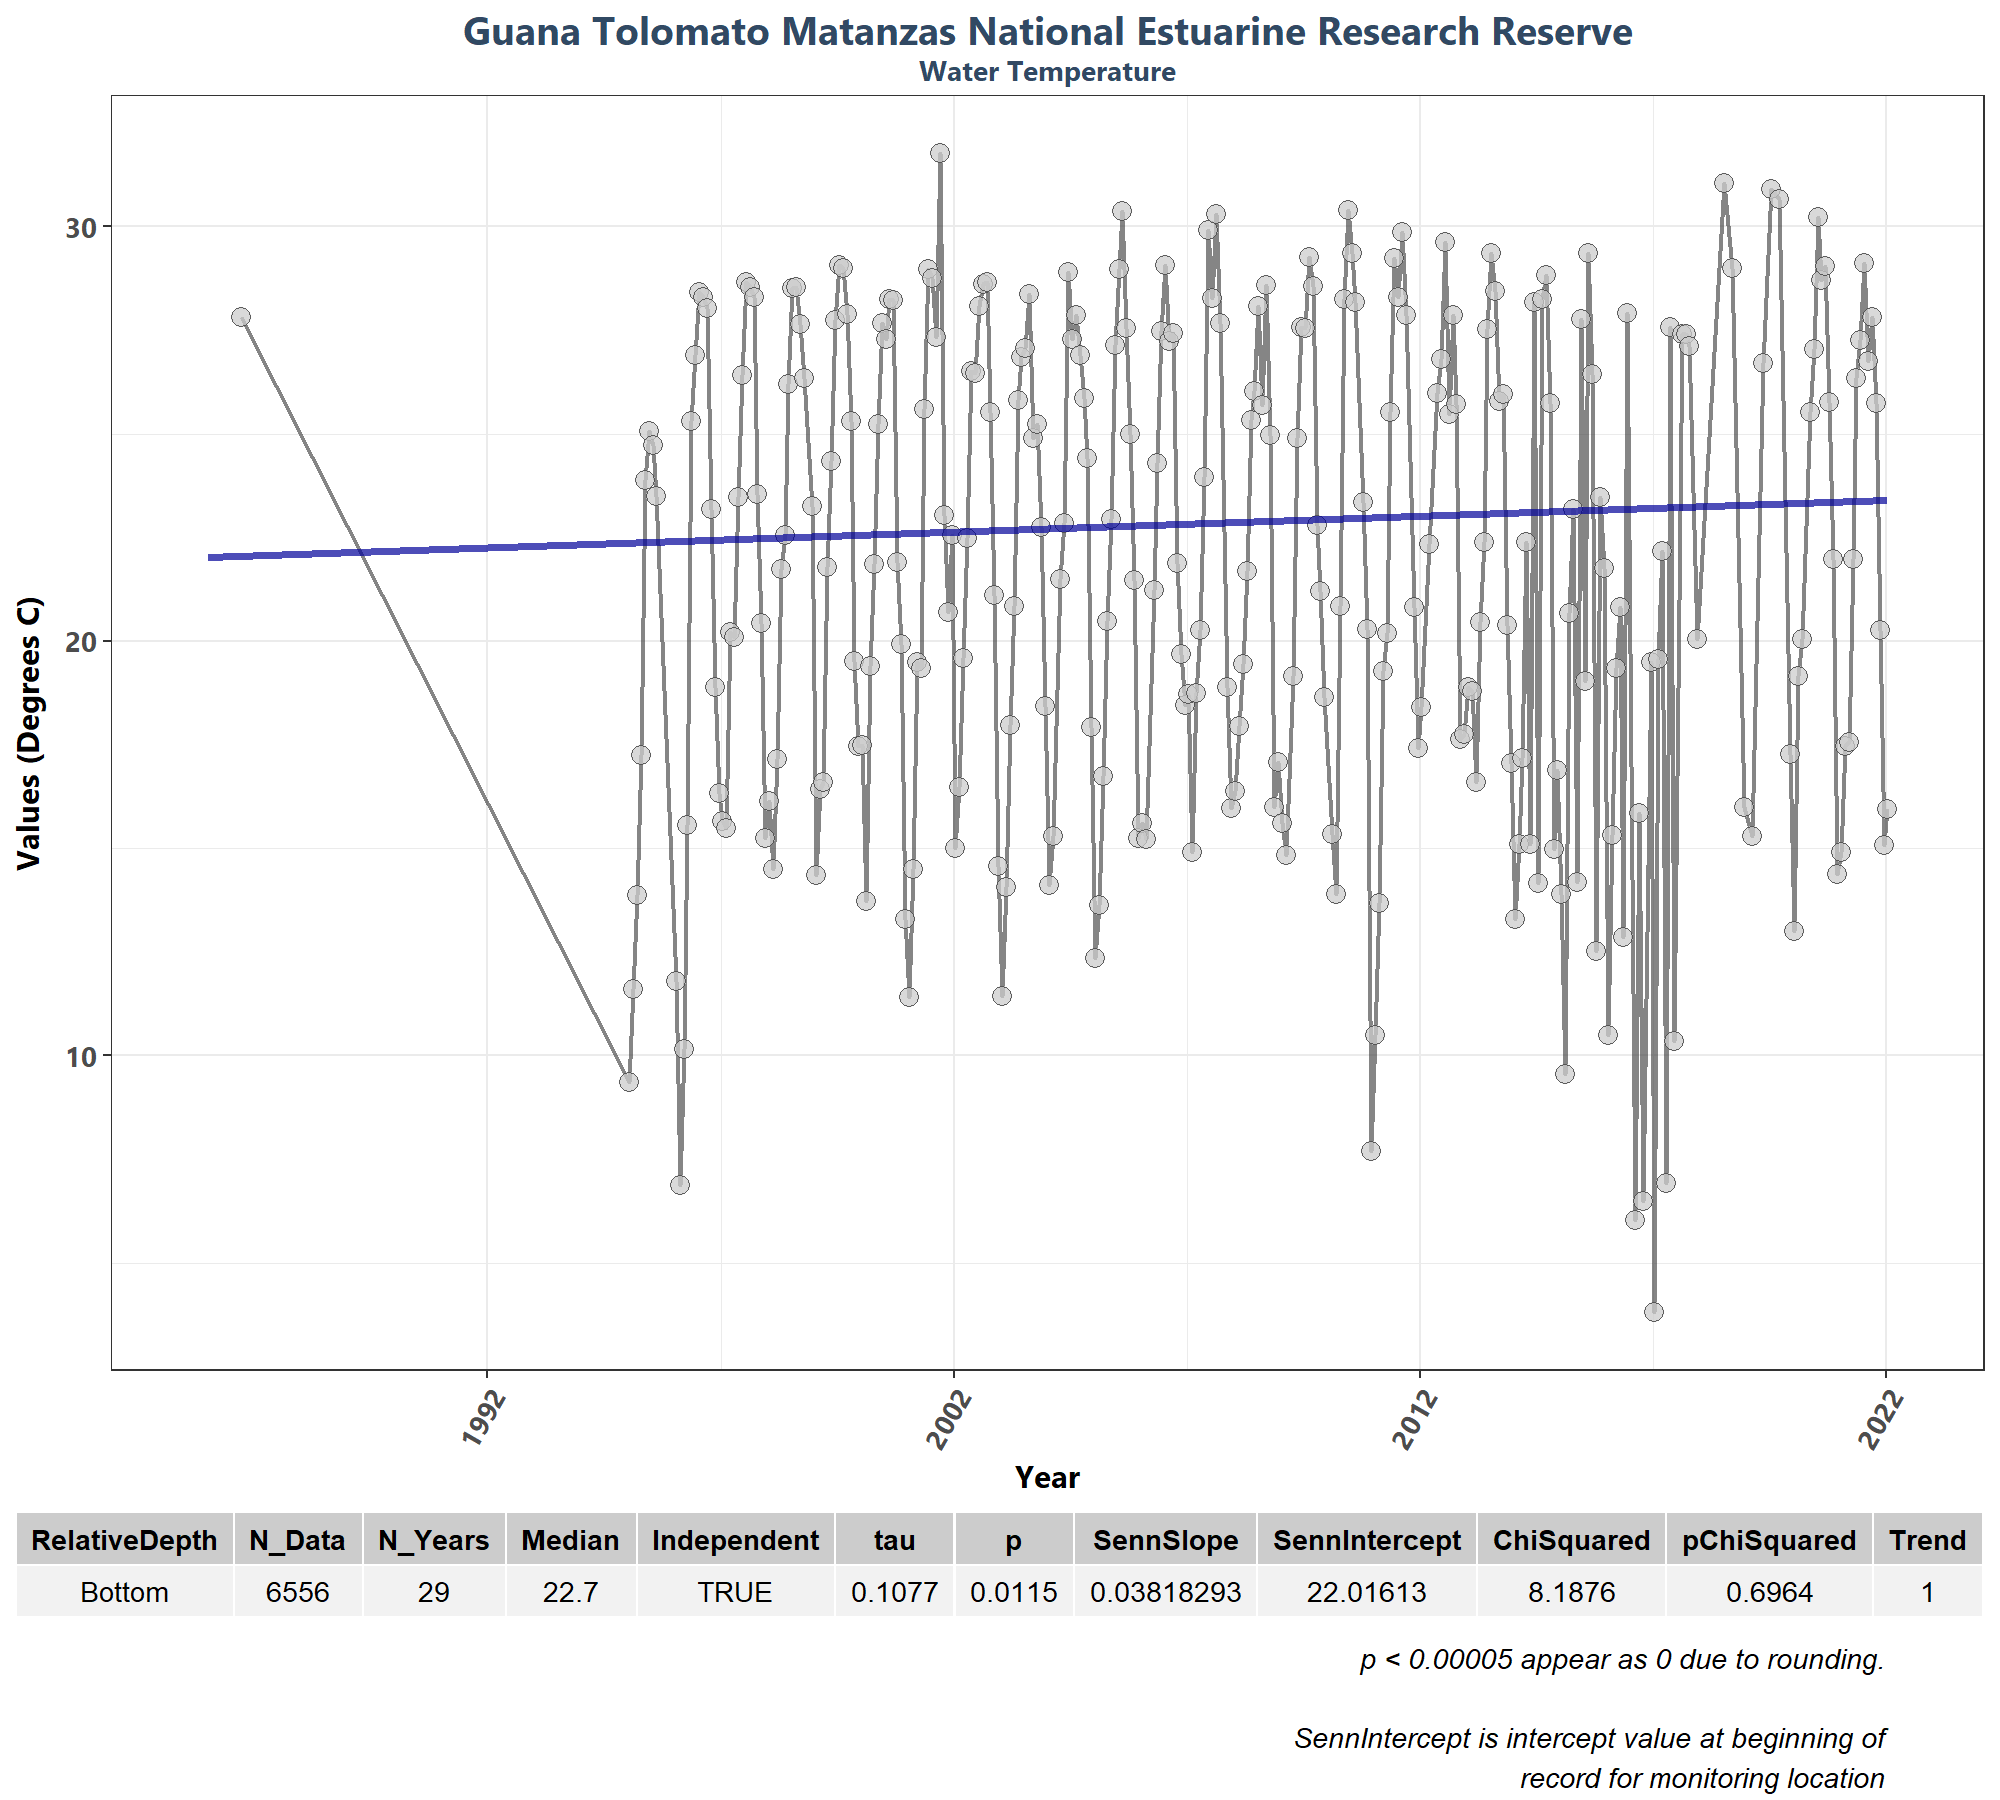 Guana Tolomato Matanzas National Estuarine Research Reserve
Water Temperature
Values (Degrees C)
30
20
10
1992
2002
2012
2022
Year
RelativeDepth N_Data N_Years Median Independent tau p SennSlope SennIntercept ChiSquared pChiSquared Trend
Bottom 6556 29 22.7 TRUE 0.1077 0.0115 0.03818293 22.01613 8.1876 0.6964 1
p < 0.00005 appear as 0 due to rounding.
SennIntercept is intercept value at beginning of
record for monitoring location